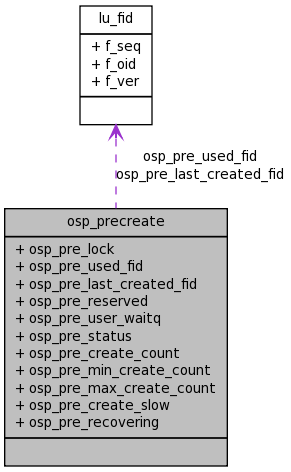 lu_fid
+ f_seq
+ f_oid
+ f_ver
osp_pre_used_fid
osp_pre_last_created_fid
osp_precreate
+ osp_pre_lock
+ osp_pre_used_fid
+ osp_pre_last_created_fid
+ osp_pre_reserved
+ osp_pre_user_waitq
+ osp_pre_status
+ osp_pre_create_count
+ osp_pre_min_create_count
+ osp_pre_max_create_count
+ osp_pre_create_slow
+ osp_pre_recovering